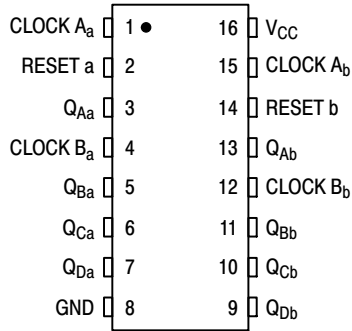 CLOCK Aa 1 16 VCC
RESET a 2 15 CLOCK Ab
QAa 3 14 RESET b
CLOCK Ba 4 13 QAb
QBa 5 12 CLOCK Bb
QCa 6 11 QBb
QDa 7 10 QCb
GND 8 9 QDb